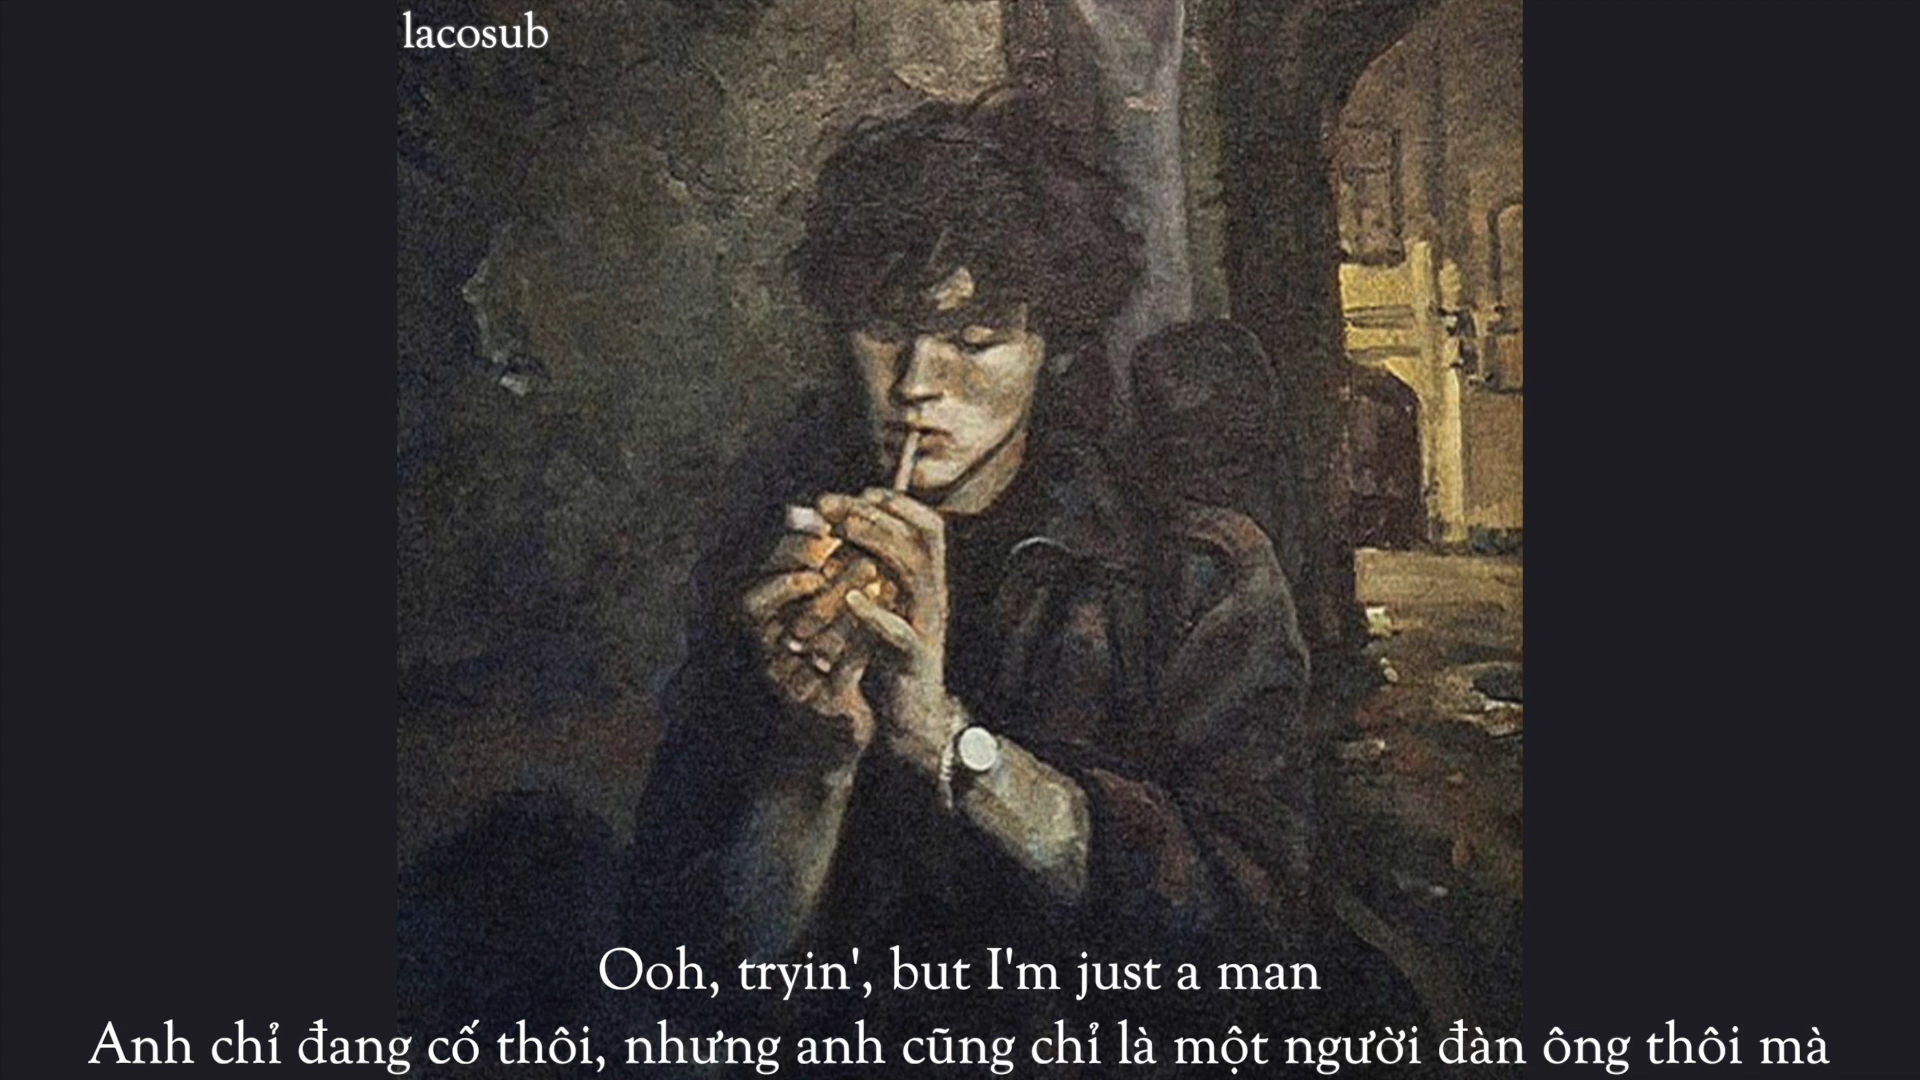 lacosub
Ooh, tryin', but I'm just a man
Anh chỉ đang cố thôi, nhưng anh cũng chỉ là một người đàn ông thôi mà